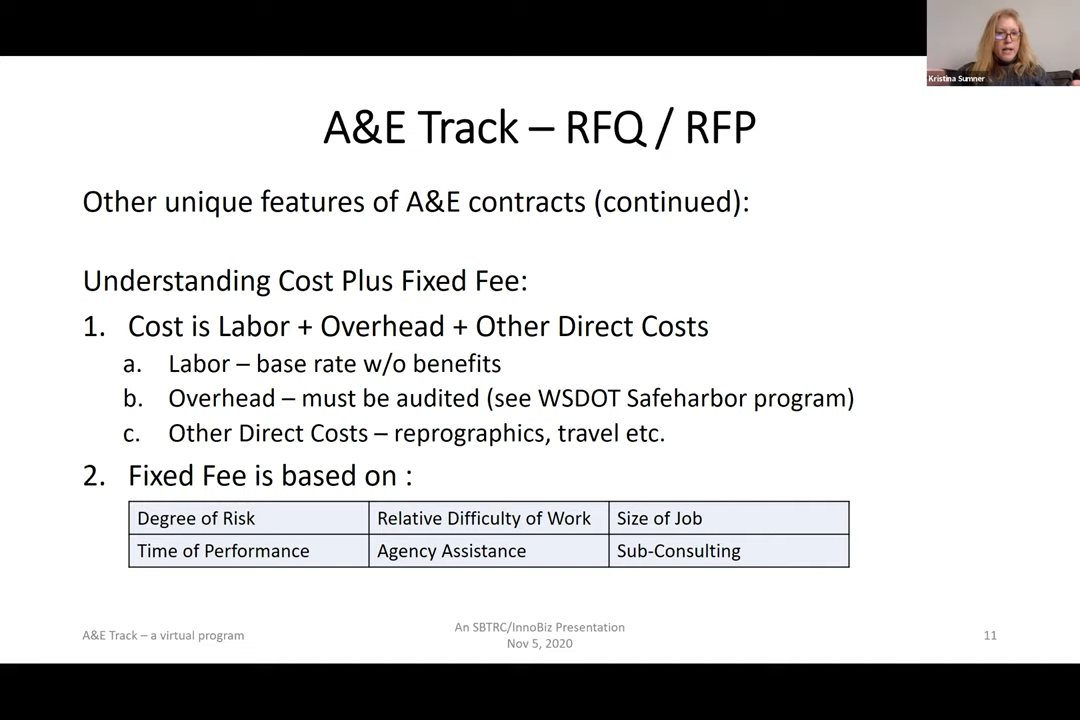 Kristina Sumner
A&E Track – RFQ / RFP
Other unique features of A&E contracts (continued):
Understanding Cost Plus Fixed Fee:
1. Cost is Labor + Overhead + Other Direct Costs
a. Labor – base rate w/o benefits
b. Overhead – must be audited (see WSDOT Safeharbor program)
c. Other Direct Costs – reprographics, travel etc.
2. Fixed Fee is based on :
Degree of Risk Relative Difficulty of Work Size of Job
Time of Performance Agency Assistance Sub-Consulting
A&E Track – a virtual program
An SBTRC/InnoBiz Presentation
Nov 5, 2020
11